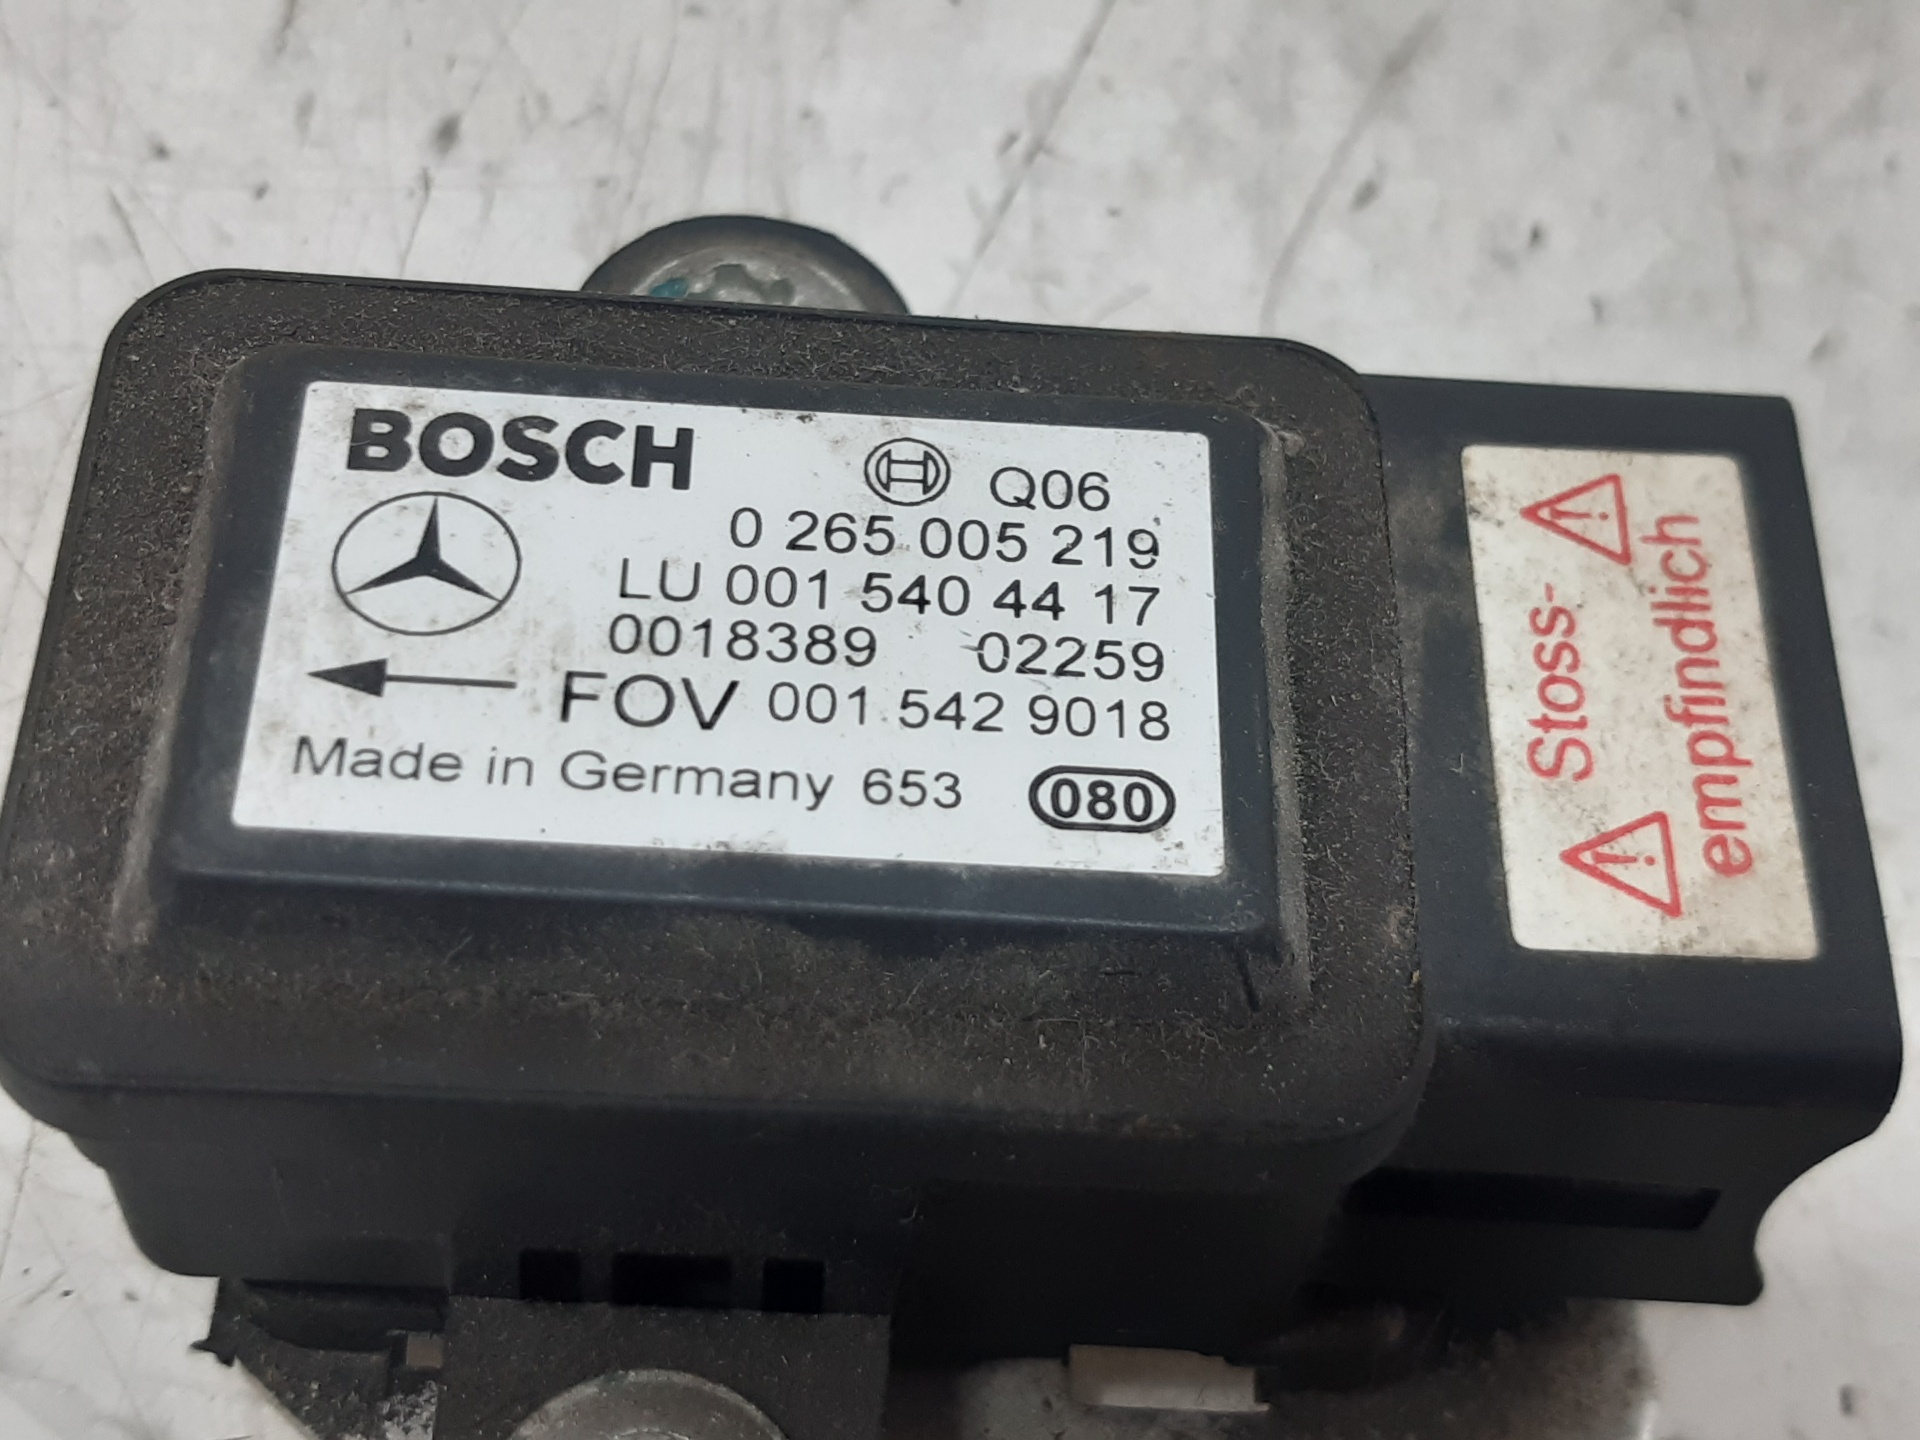 BOSCH
Q06
0 265 005 219
LU 001 540 44 17
0018389 02259
FOV 001 542 9018
Made in Germany 653
080
Stoss-
empfindlich